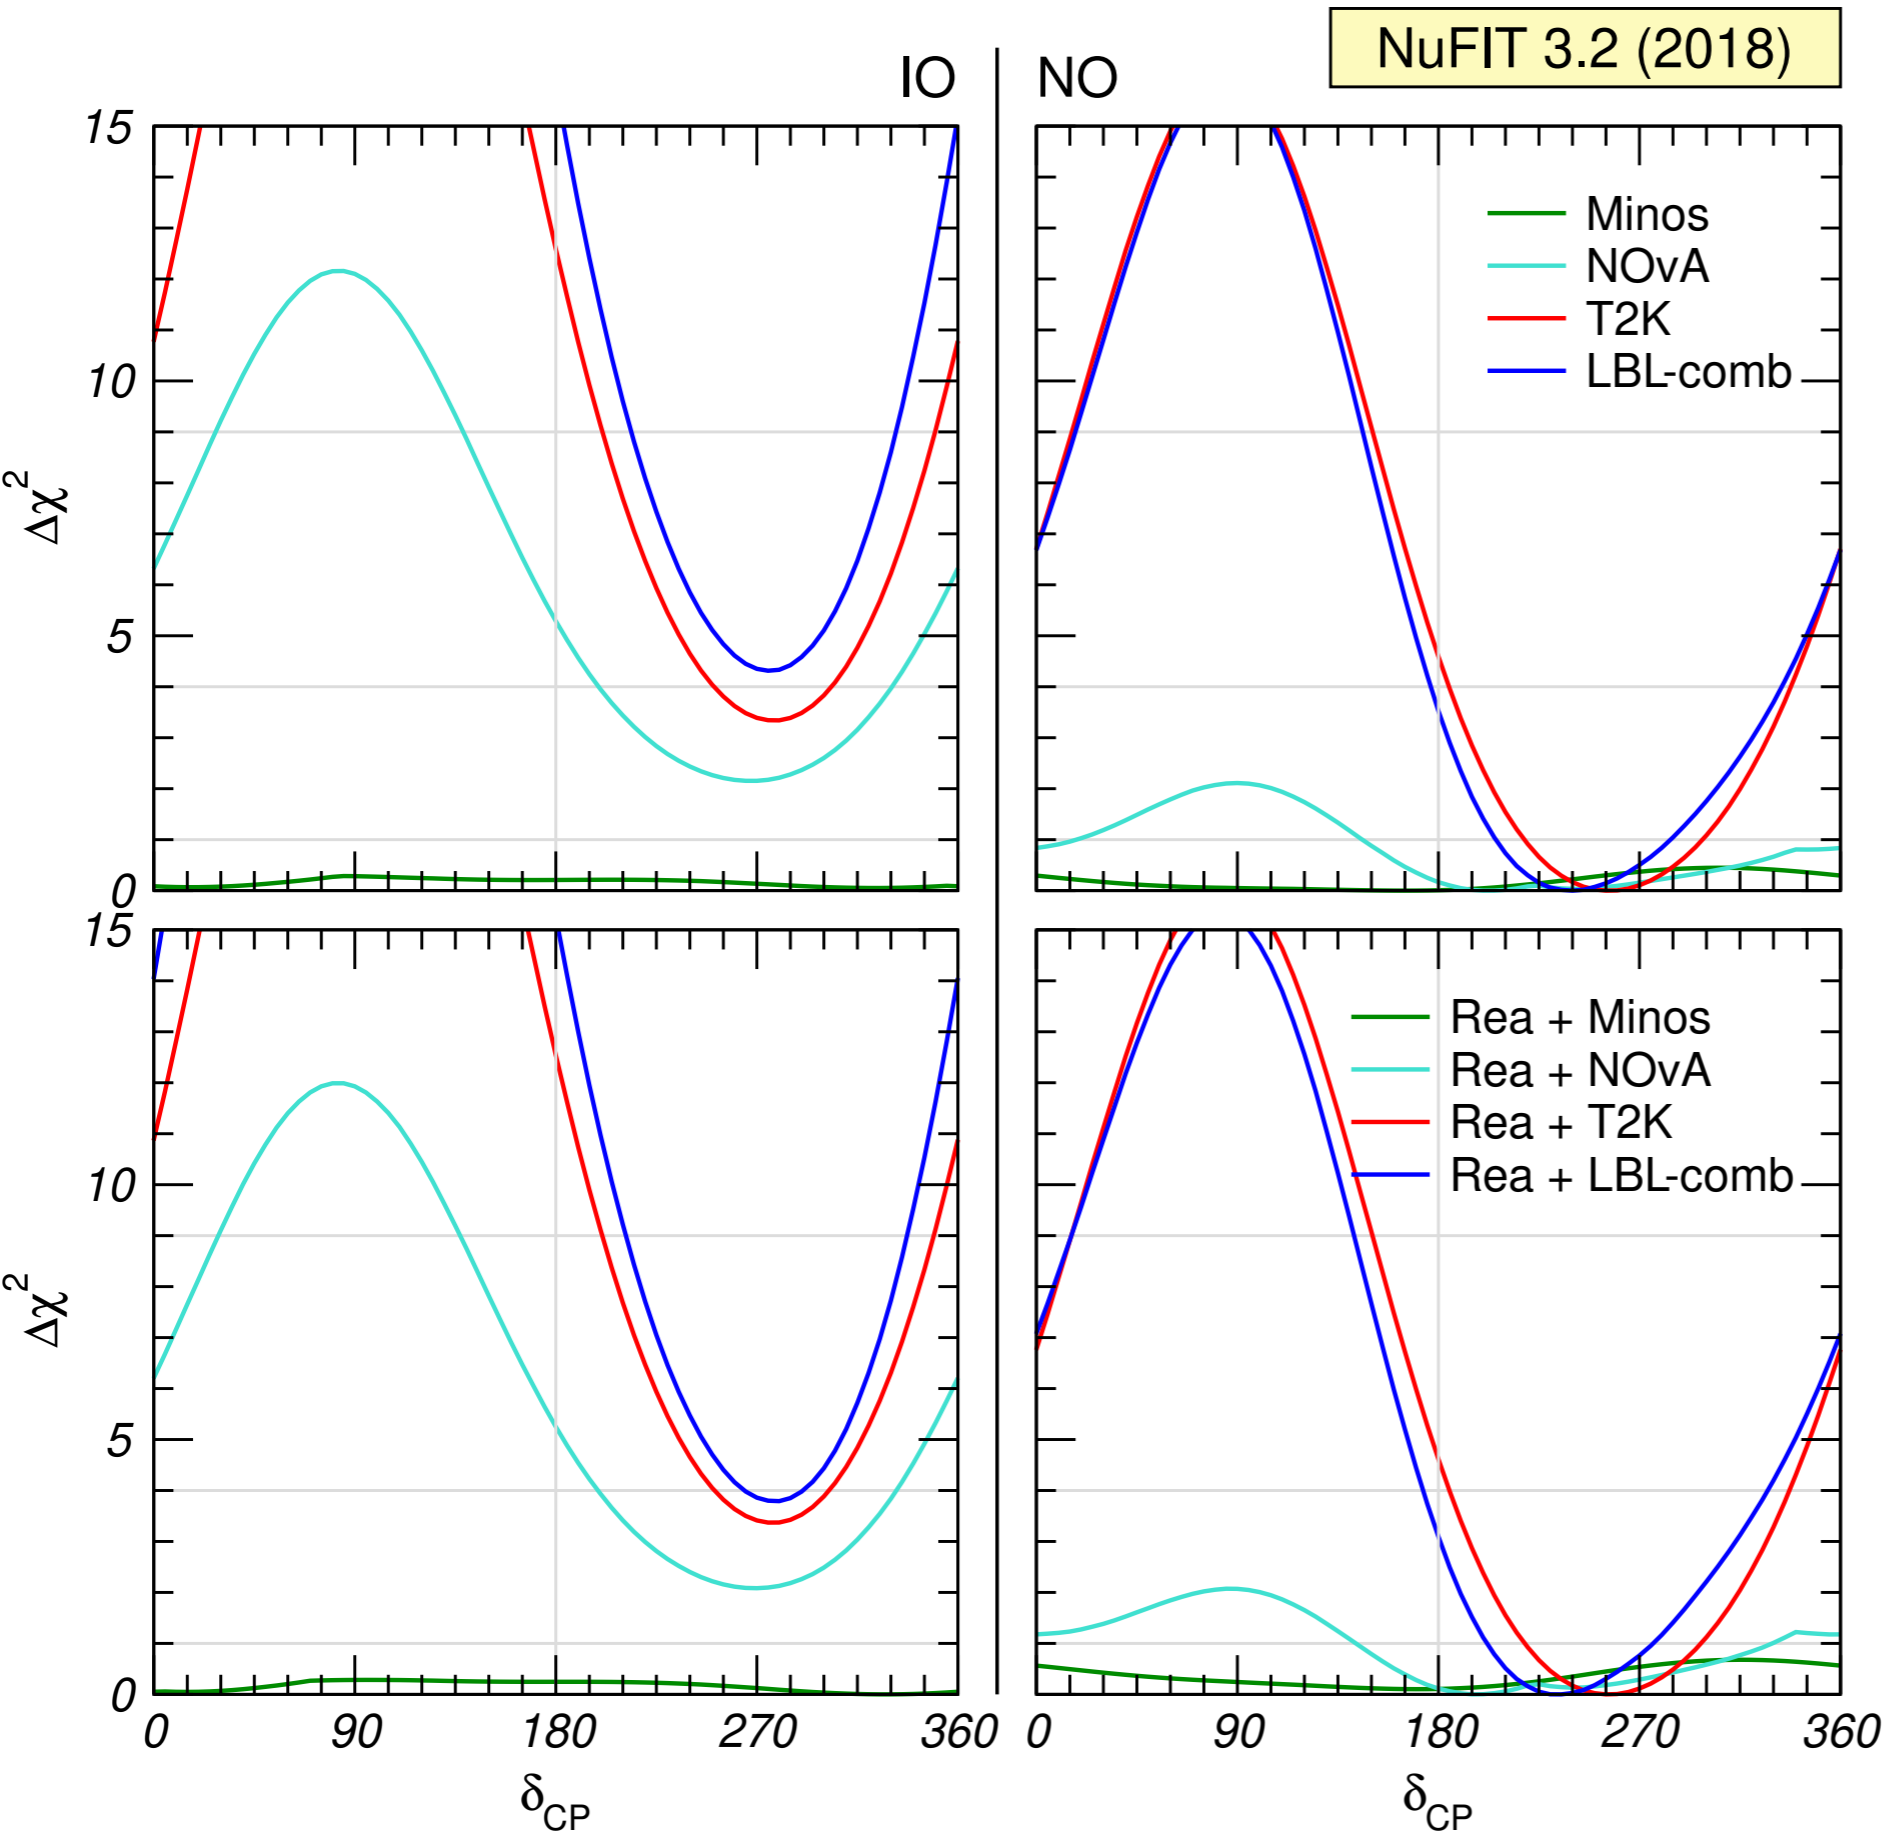 NuFIT 3.2 (2018)
IO
NO
15
10
5
0
Δχ²
Minos
NOvA
T2K
LBL-comb
15
10
5
0
Δχ²
Rea + Minos
Rea + NOvA
Rea + T2K
Rea + LBL-comb
0 90 180 270 360
0 90 180 270 360
δCP
δCP